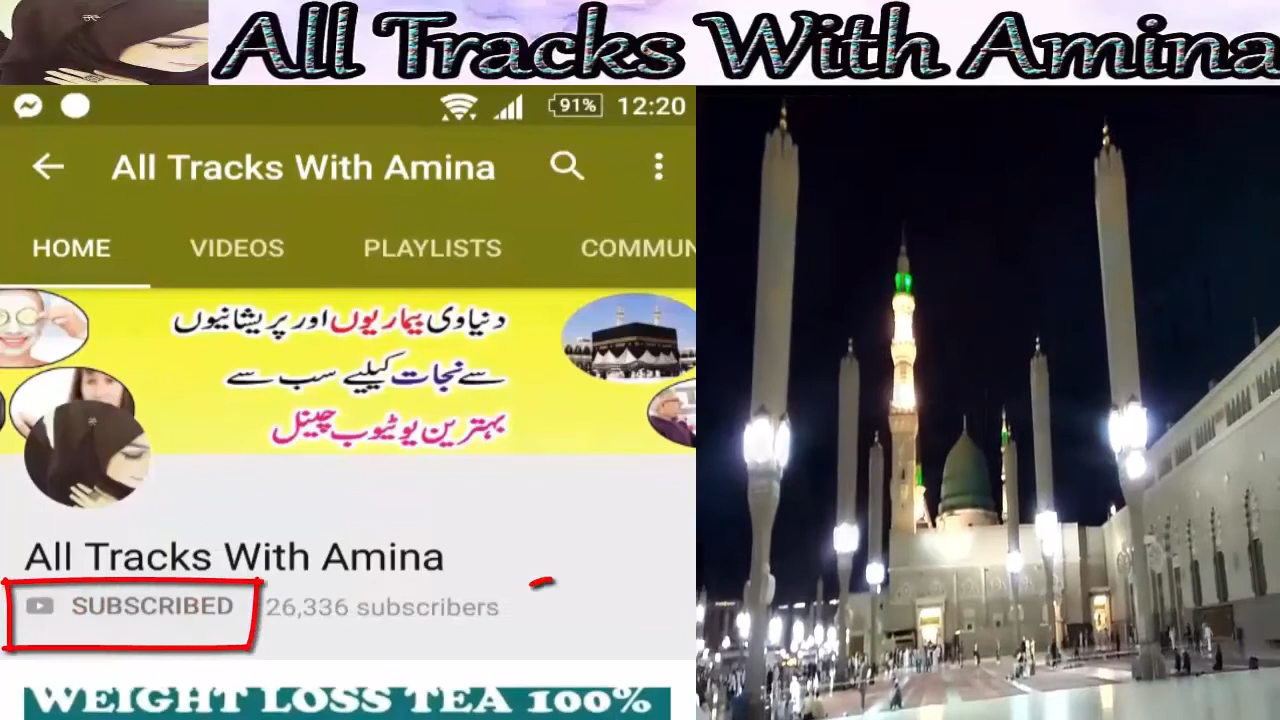 All Tracks With Amina
91% 12:20
All Tracks With Amina
HOME VIDEOS PLAYLISTS COMMUN
دنیاوی بیماریوں اور پریشانیوں
سے نجات کیلیے سب سے
بہترین یوٹیوب چینل
All Tracks With Amina
SUBSCRIBED 26,336 subscribers
WEIGHT LOSS TEA 100%